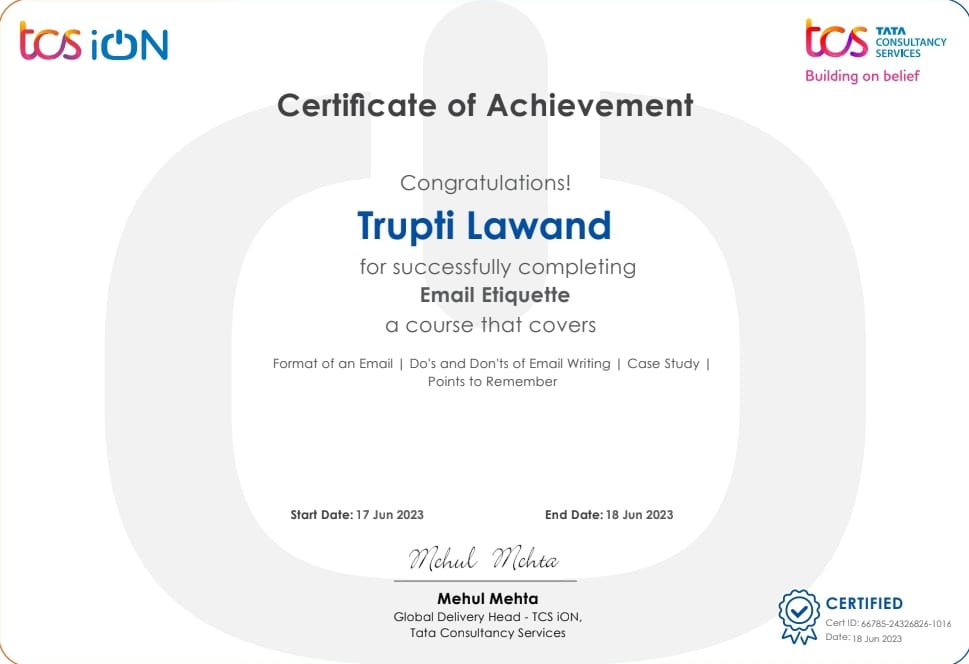 tcs iON
tcs TATA
CONSULTANCY
SERVICES
Building on belief
Certificate of Achievement
Congratulations!
Trupti Lawand
for successfully completing
Email Etiquette
a course that covers
Format of an Email | Do's and Don'ts of Email Writing | Case Study |
Points to Remember
Start Date: 17 Jun 2023 End Date: 18 Jun 2023
Mehul Mehta
Mehul Mehta
Global Delivery Head - TCS iON,
Tata Consultancy Services
CERTIFIED
Cert ID: 66785-24326826-1016
Date: 18 Jun 2023